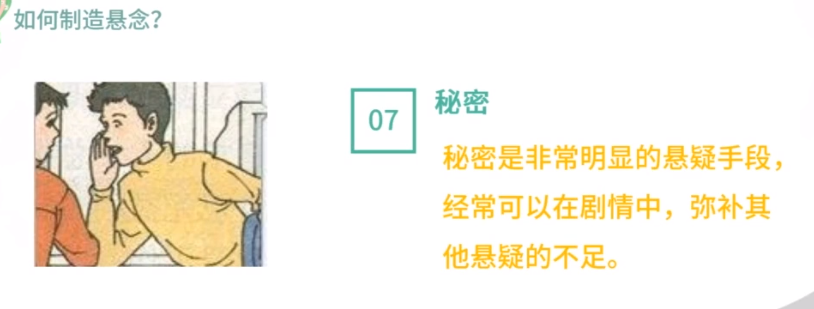 如何制造悬念？
07
秘密
秘密是非常明显的悬疑手段，
经常可以在剧情中，弥补其
他悬疑的不足。